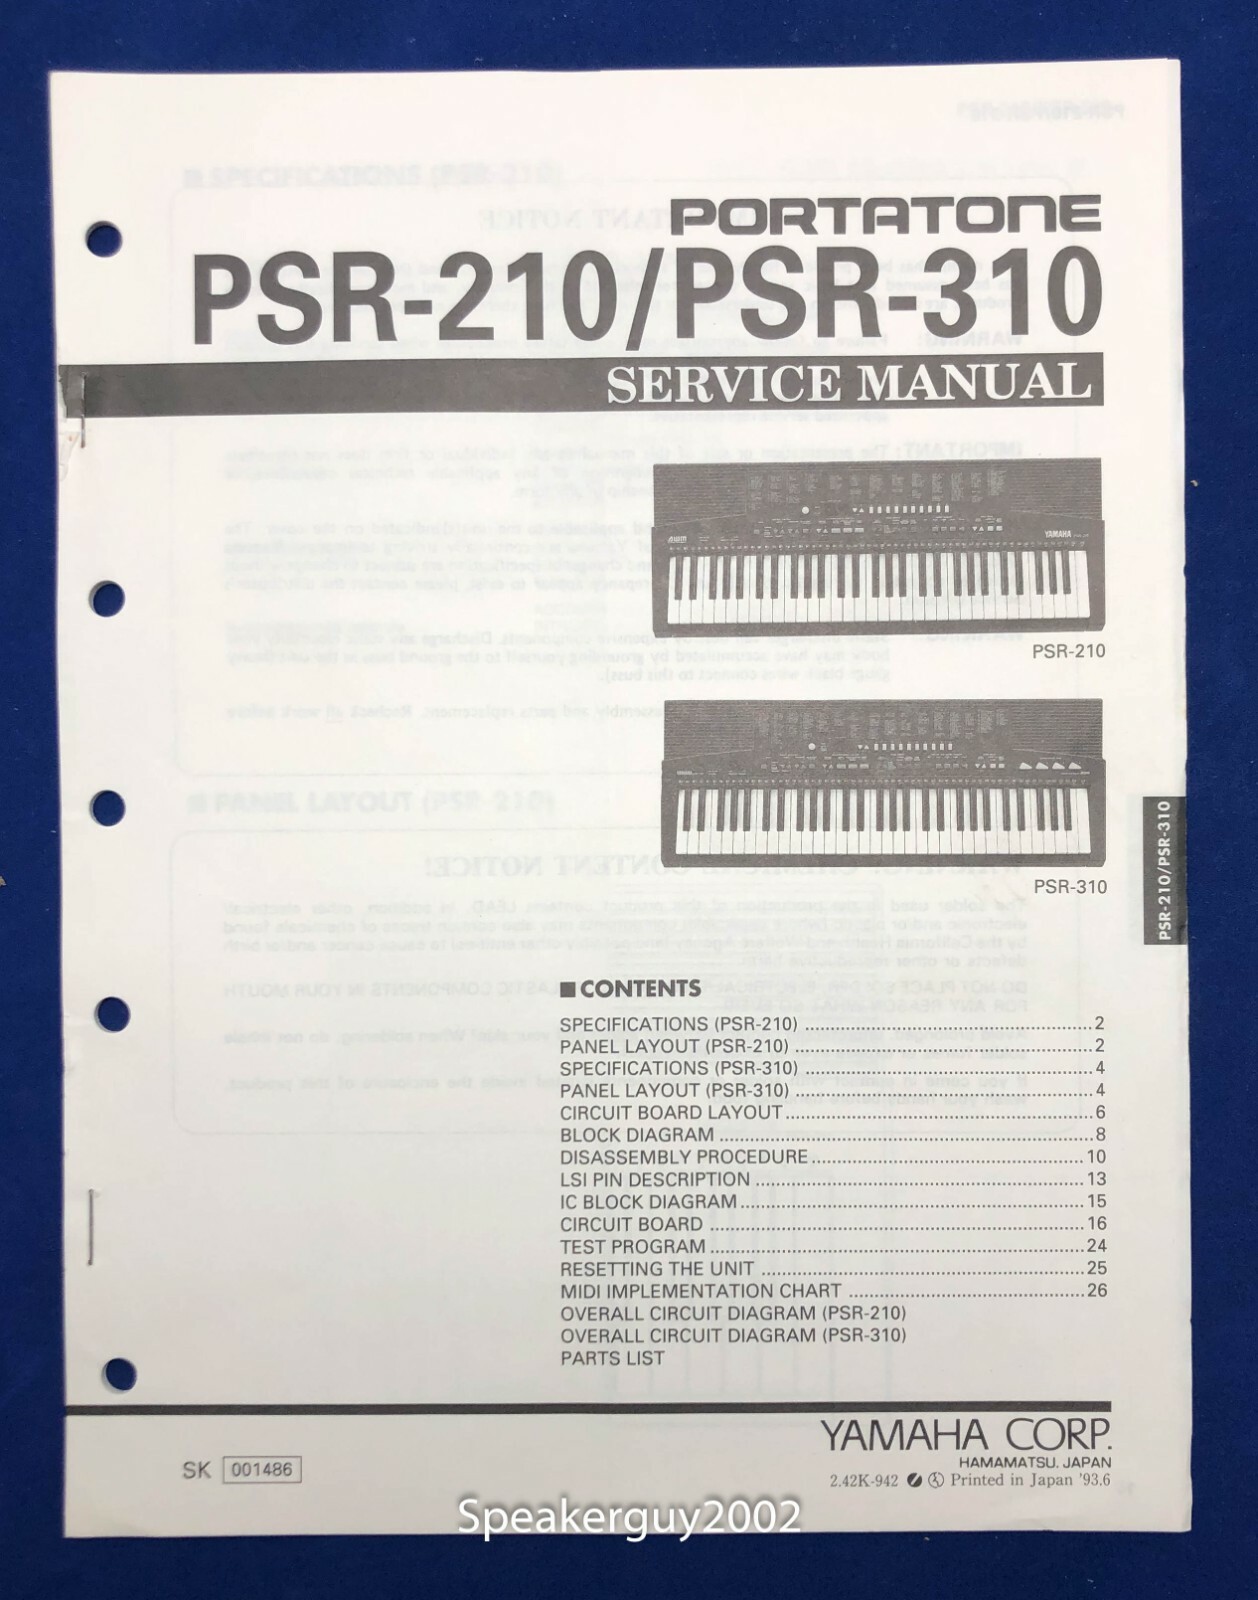 PORTATONE
PSR-210/PSR-310
SERVICE MANUAL
YAMAHA
PSR-210
PSR-310
PSR-210/PSR-310
■ CONTENTS
SPECIFICATIONS (PSR-210) ........ 2
PANEL LAYOUT (PSR-210) ........ 2
SPECIFICATIONS (PSR-310) ........ 4
PANEL LAYOUT (PSR-310) ........ 4
CIRCUIT BOARD LAYOUT ........ 6
BLOCK DIAGRAM ........ 8
DISASSEMBLY PROCEDURE ........ 10
LSI PIN DESCRIPTION ........ 13
IC BLOCK DIAGRAM ........ 15
CIRCUIT BOARD ........ 16
TEST PROGRAM ........ 24
RESETTING THE UNIT ........ 25
MIDI IMPLEMENTATION CHART ........ 26
OVERALL CIRCUIT DIAGRAM (PSR-210)
OVERALL CIRCUIT DIAGRAM (PSR-310)
PARTS LIST
YAMAHA CORP.
HAMAMATSU. JAPAN
SK 001486
2.42K-942 Printed in Japan '93.6
Speakerguy2002